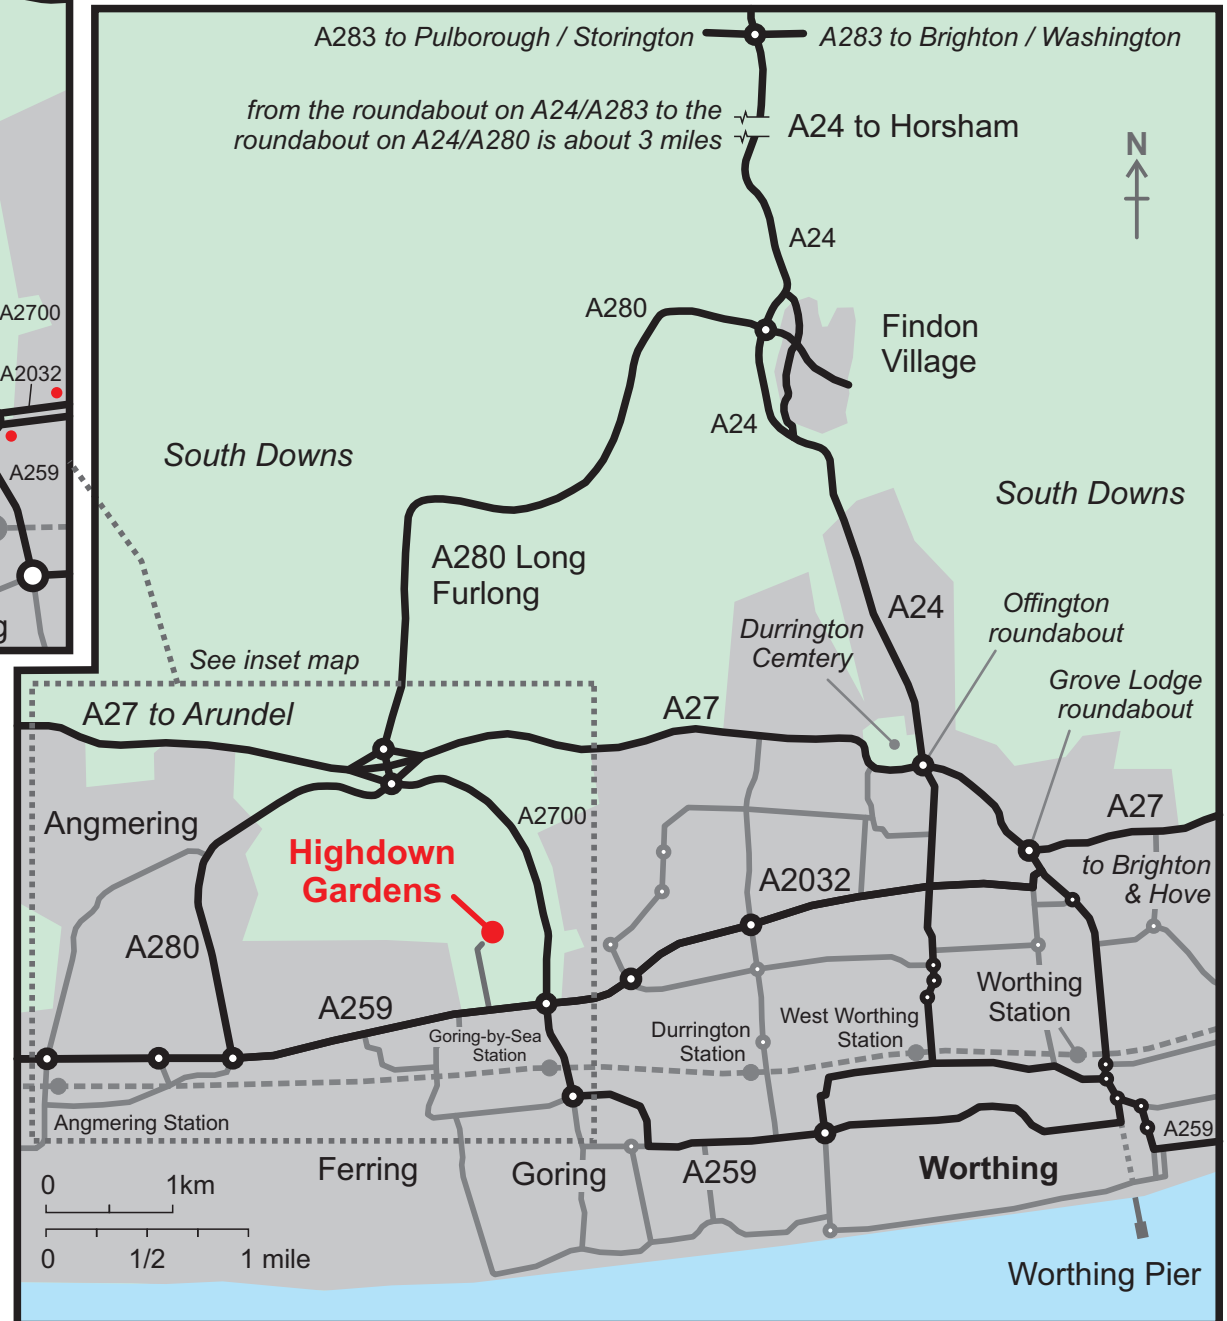 A283 to Pulborough / Storington
A283 to Brighton / Washington
from the roundabout on A24/A283 to the
roundabout on A24/A280 is about 3 miles
A24 to Horsham
N
A24
A2700
A280
Findon
Village
A2032
A24
South Downs
A259
South Downs
A280 Long
Furlong
A24
Offington
roundabout
Durrington
Cemtery
g
See inset map
Grove Lodge
roundabout
A27 to Arundel
A27
A2700
A27
Angmering
Highdown
Gardens
to Brighton
& Hove
A2032
A280
A259
Worthing
Station
West Worthing
Station
Durrington
Station
Goring-by-Sea
Station
Angmering Station
A259
Ferring
Goring
A259
Worthing
0 1km
0 1/2 1 mile
Worthing Pier